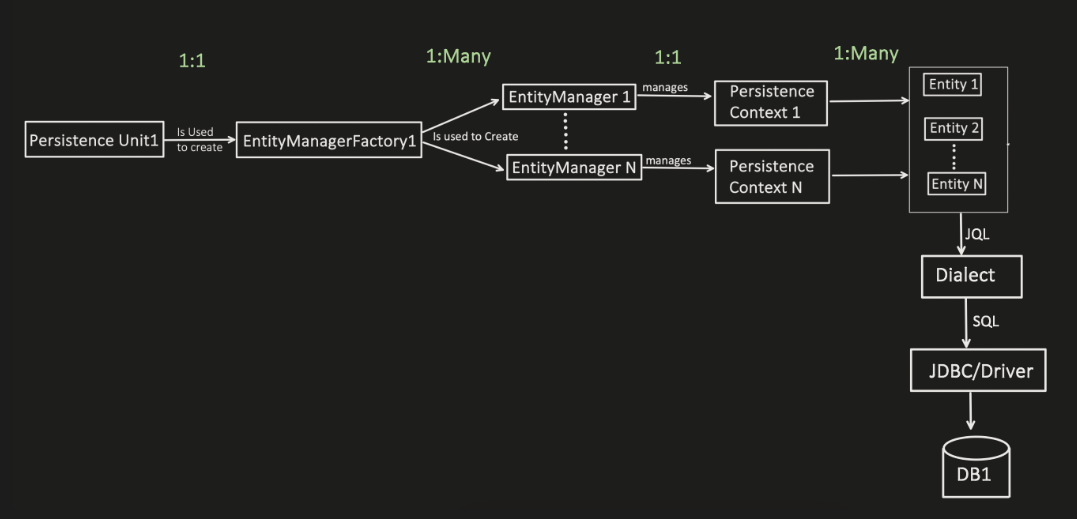 1:1
1:Many
1:1
1:Many
Persistence Unit1
Is Used
to create
EntityManagerFactory1
Is used to Create
EntityManager 1
manages
Persistence
Context 1
EntityManager N
manages
Persistence
Context N
Entity 1
Entity 2
Entity N
JQL
Dialect
SQL
JDBC/Driver
DB1